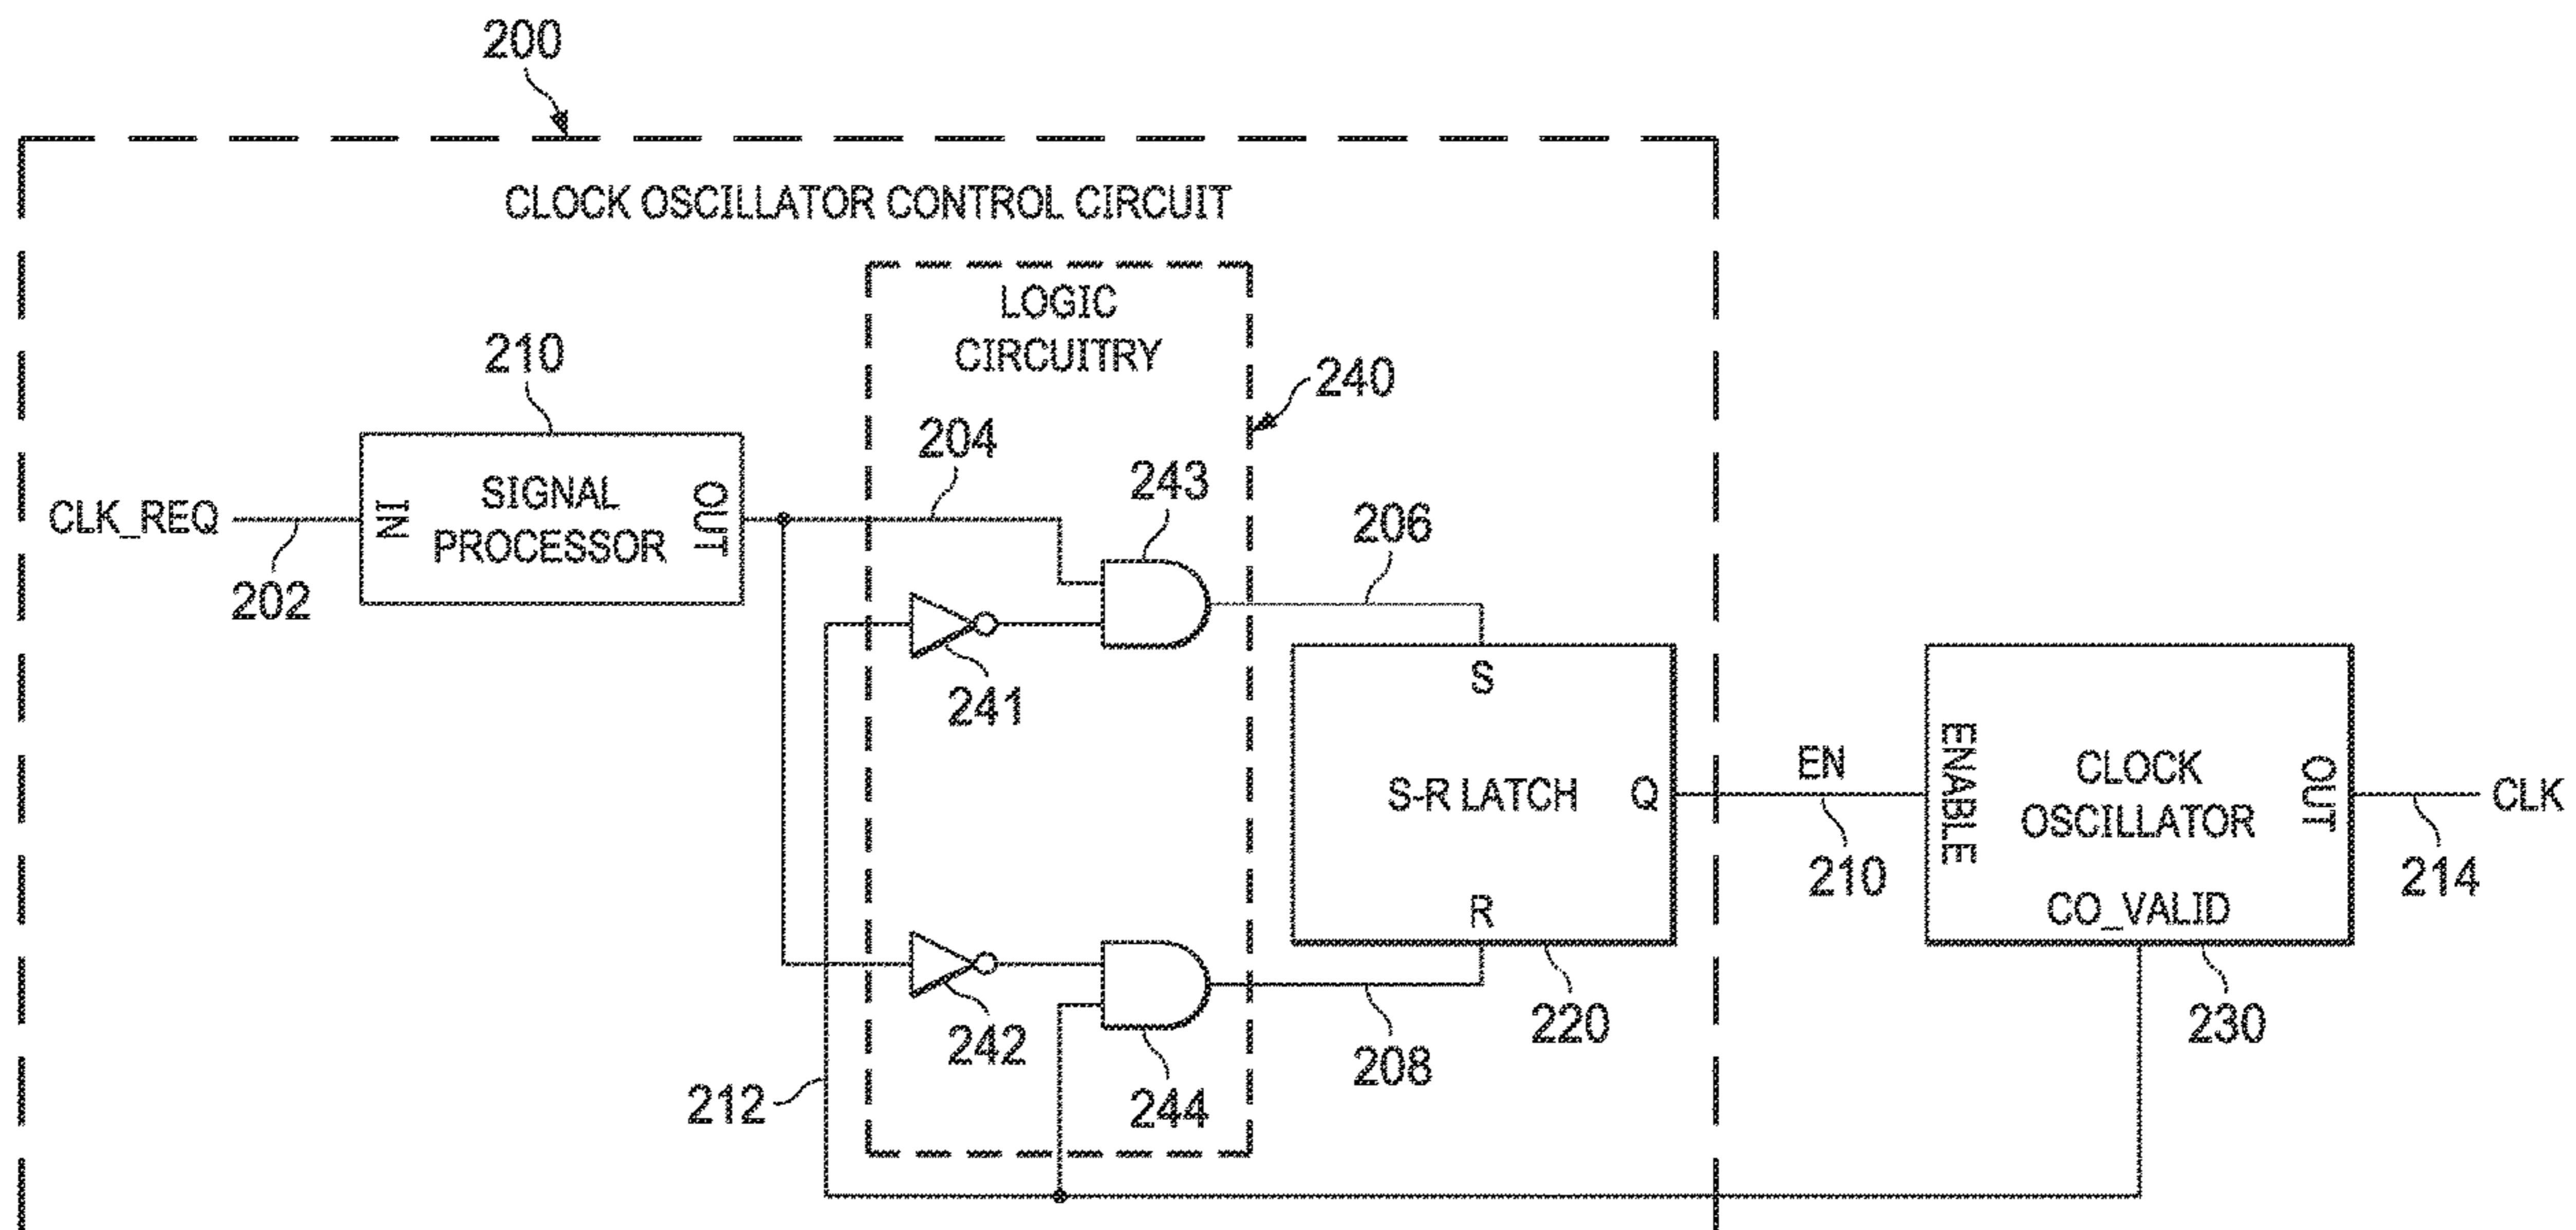 200
CLOCK OSCILLATOR CONTROL CIRCUIT
LOGIC
CIRCUITRY
210
240
204
243
CLK_REQ
202
IN
SIGNAL
PROCESSOR
OUT
206
241
S
S-R LATCH
Q
R
EN
210
ENABLE
CLOCK
OSCILLATOR
OUT
CO_VALID
CLK
214
242
244
212
208
220
230